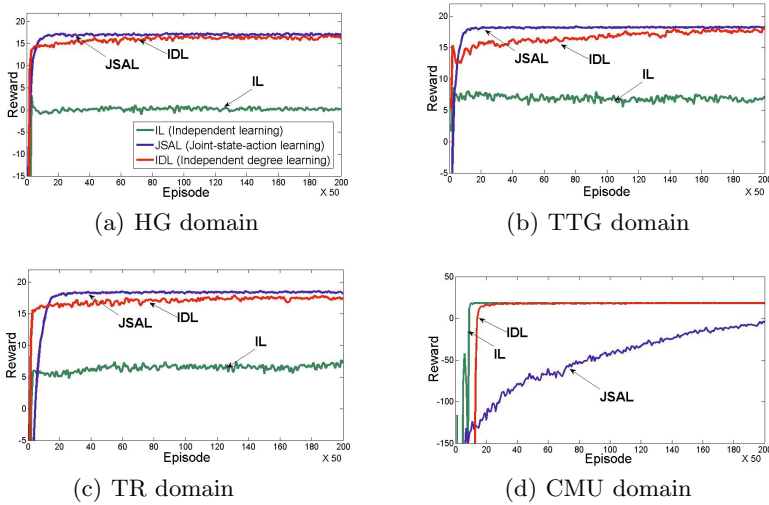 20
15
10
5
0
-5
-10
-15
0 20 40 60 80 100 120 140 160 180 200
Reward
Episode
X 50
JSAL
IDL
IL
IL (Independent learning)
JSAL (Joint-state-action learning)
IDL (Independent degree learning)
(a) HG domain
20
15
10
5
0
-5
0 20 40 60 80 100 120 140 160 180 200
Reward
Episode
X 50
JSAL
IDL
IL
(b) TTG domain
20
15
10
5
0
-5
0 20 40 60 80 100 120 140 160 180 200
Reward
Episode
X 50
JSAL
IDL
IL
(c) TR domain
50
0
-50
-100
-150
0 20 40 60 80 100 120 140 160 180 200
Reward
Episode
X 50
IDL
IL
JSAL
(d) CMU domain